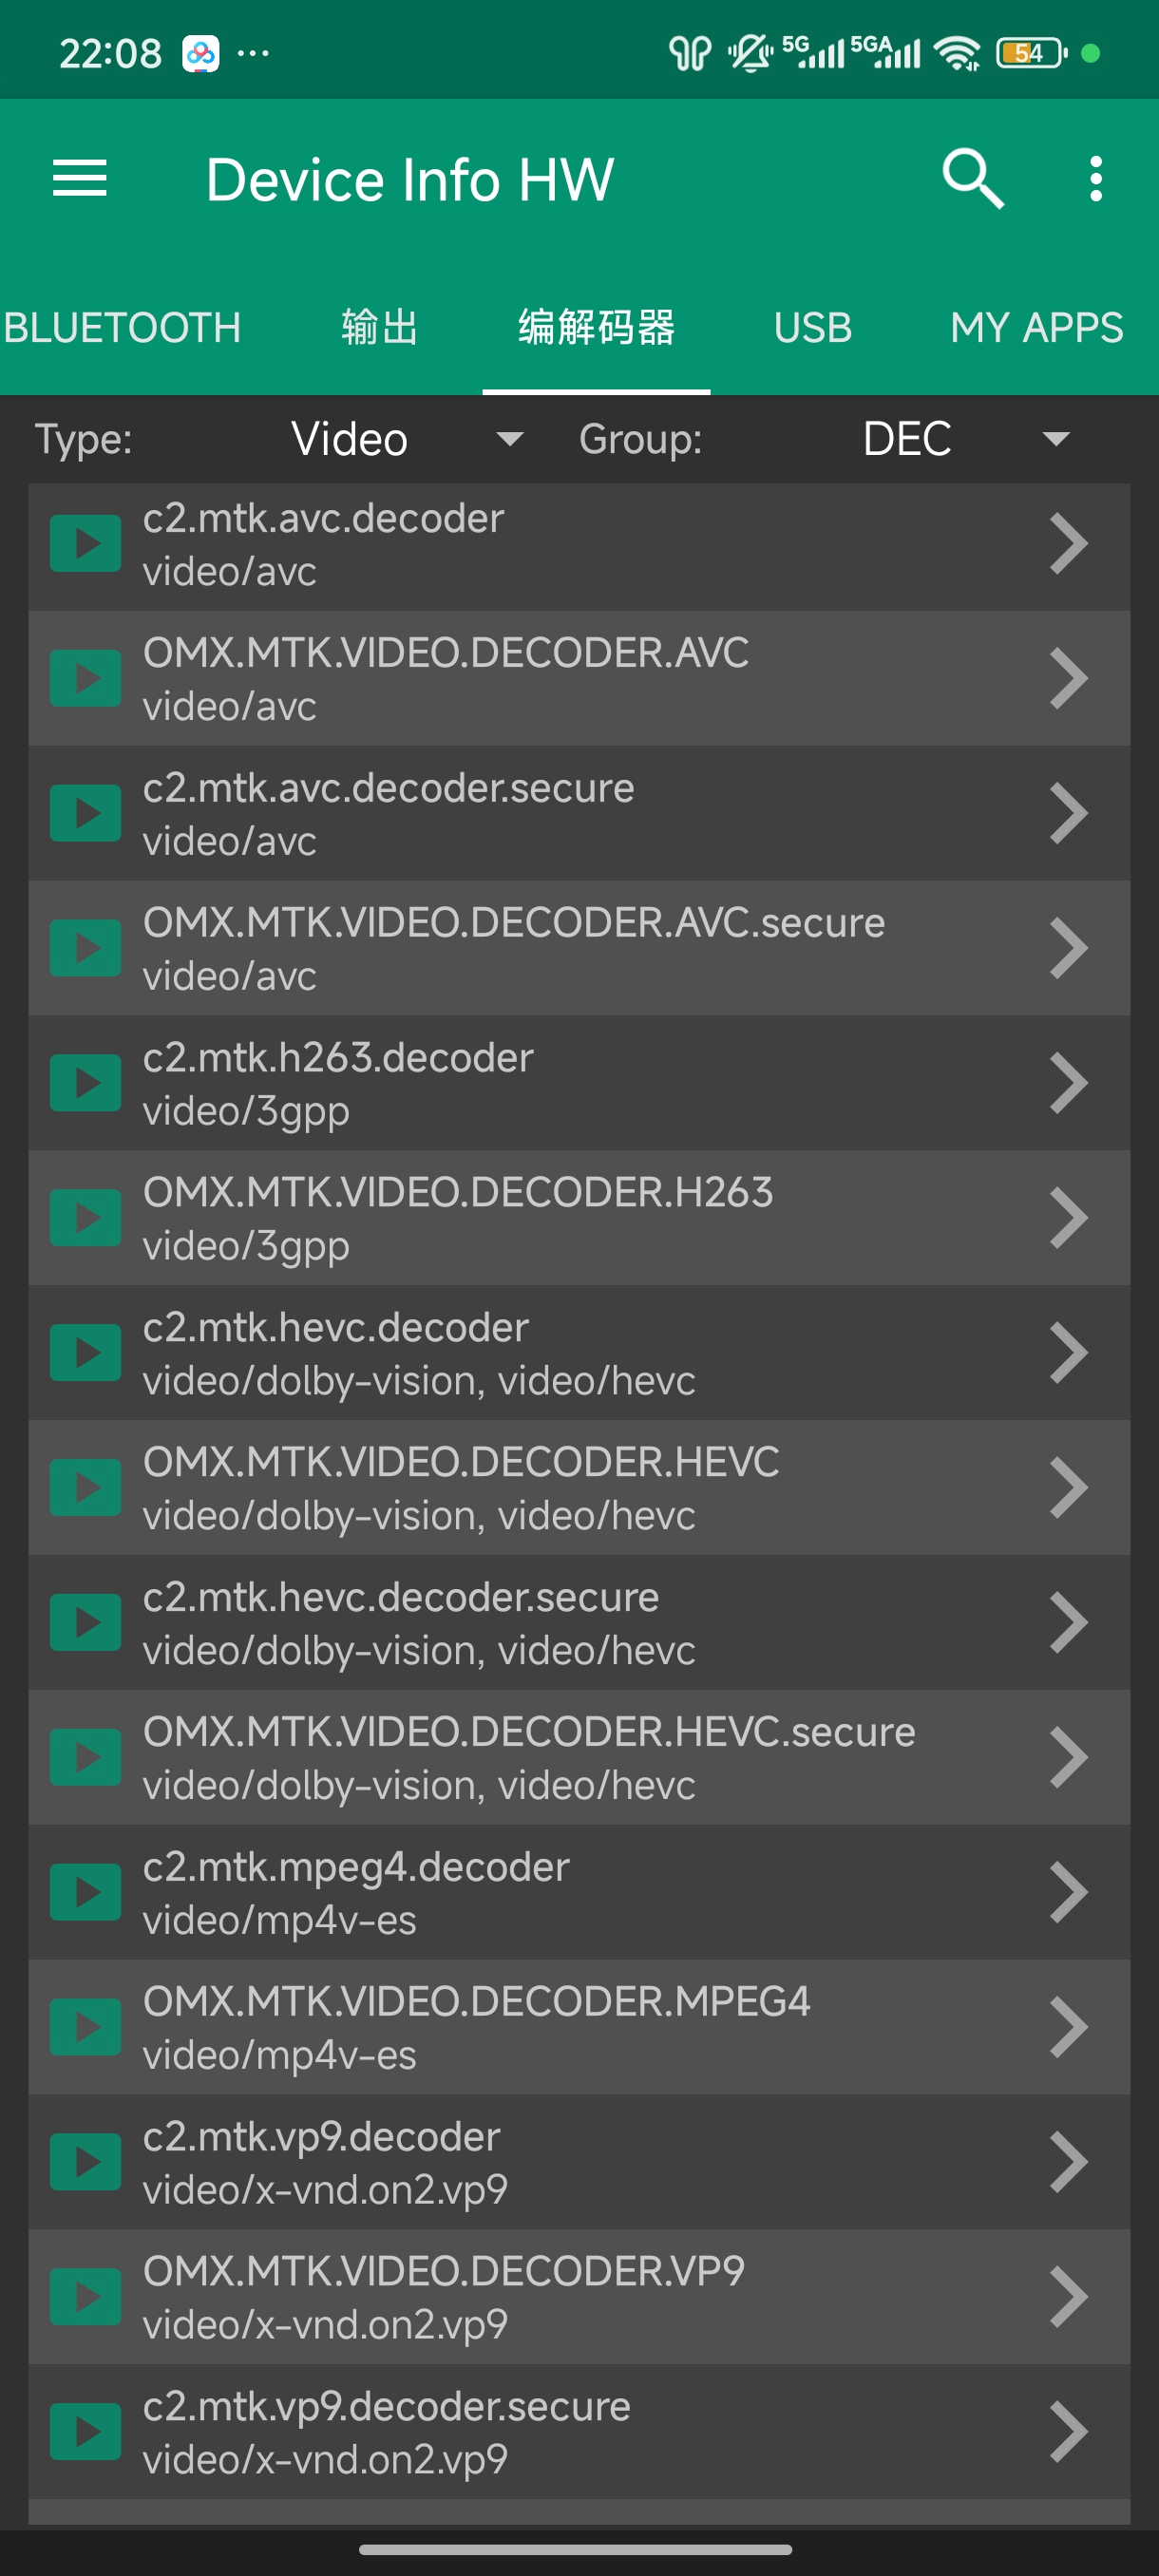 22:08 ... 5G 5GA 54
Device Info HW
BLUETOOTH 输出 编解码器 USB MY APPS
Type: Video Group: DEC
c2.mtk.avc.decoder
video/avc
OMX.MTK.VIDEO.DECODER.AVC
video/avc
c2.mtk.avc.decoder.secure
video/avc
OMX.MTK.VIDEO.DECODER.AVC.secure
video/avc
c2.mtk.h263.decoder
video/3gpp
OMX.MTK.VIDEO.DECODER.H263
video/3gpp
c2.mtk.hevc.decoder
video/dolby-vision, video/hevc
OMX.MTK.VIDEO.DECODER.HEVC
video/dolby-vision, video/hevc
c2.mtk.hevc.decoder.secure
video/dolby-vision, video/hevc
OMX.MTK.VIDEO.DECODER.HEVC.secure
video/dolby-vision, video/hevc
c2.mtk.mpeg4.decoder
video/mp4v-es
OMX.MTK.VIDEO.DECODER.MPEG4
video/mp4v-es
c2.mtk.vp9.decoder
video/x-vnd.on2.vp9
OMX.MTK.VIDEO.DECODER.VP9
video/x-vnd.on2.vp9
c2.mtk.vp9.decoder.secure
video/x-vnd.on2.vp9